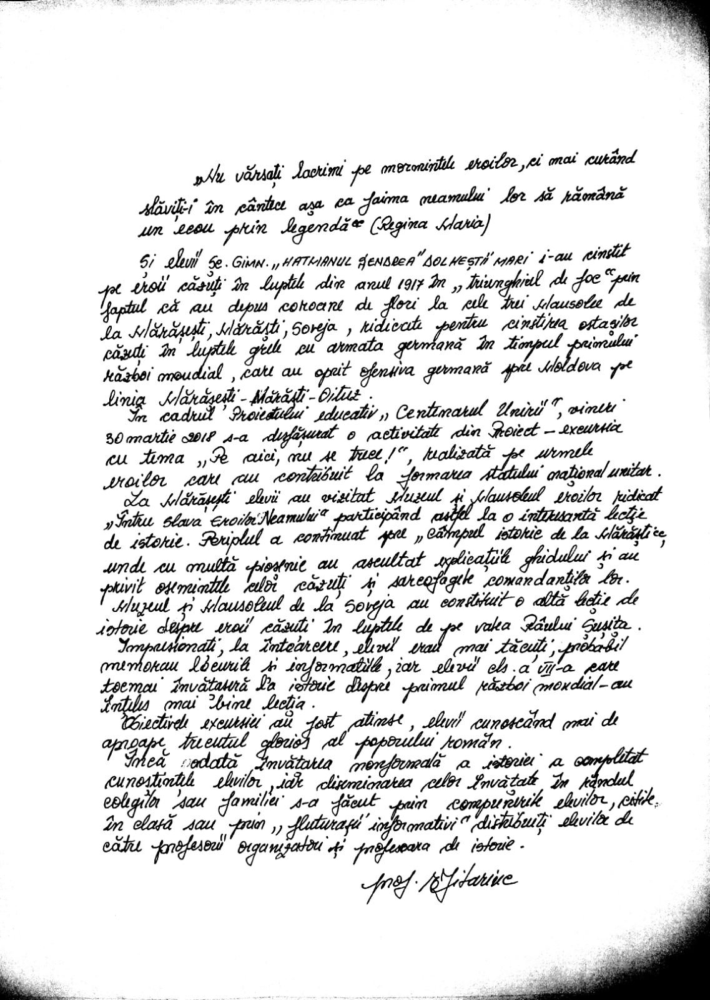 „Nu vărsați lacrimi pe mormintele eroilor, ci mai curând
slăviți-i în cântece așa ca faima neamului lor să rămână
un ecou prin legendă" (Regina Maria)
Și elevii Șc. GIMN. „HATMANUL ȘENDREA" DOLHEȘTII MARI i-au cinstit
pe eroii căzuți în luptele din anul 1917 în „triunghiul de foc" prin
faptul că au depus coroane de flori la cele trei Mausolee de
la Mărășești, Mărăști, Soveja, ridicate pentru cinstirea ostașilor
căzuți în luptele grele cu armata germană în timpul primului
război mondial, care au oprit ofensiva germană spre Moldova pe
linia Mărășești - Mărăști - Oituz.
În cadrul Proiectului educativ „Centenarul Unirii", vineri
30 martie 2018 s-a desfășurat o activitate din Proiect - excursia
cu tema „Pe aici, nu se trece!", realizată pe urmele
eroilor care au contribuit la formarea statului național unitar.
La Mărășești elevii au vizitat Muzeul și Mausoleul eroilor ridicat
„Întru slava Eroilor Neamului" participând astfel la o interesantă lecție
de istorie. Periplul a continuat spre „Câmpul istoric de la Mărăști",
unde cu multă pioșenie au ascultat explicațiile ghidului și au
privit osemintele celor căzuți și sarcofagele comandanților lor.
Muzeul și Mausoleul de la Soveja au constituit o altă lecție de
istorie despre eroii căzuți în luptele de pe valea Râului Șușița.
Impresionati, la întoarcere, elevii erau mai tăcuți, probabil
memorau locurile si informatiile, iar elevii cls. a VII-a care
tocmai învătaseră la istorie despre primul război mondial - au
înteles mai bine lectia.
Obiectivele excursiei au fost atinse, elevii cunoscând mai de
aproape trecutul glorios al poporului român.
Încă odată învătarea nonformală a istoriei a completat
cunostintele elevilor, iar diseminarea celor învătate în rândul
colegilor sau familiei s-a făcut prin compunerile elevilor, citite
în clasă sau prin „fluturașii informativi" distribuiți elevilor de
către profesorii organizatori și profesoara de istorie.
prof.